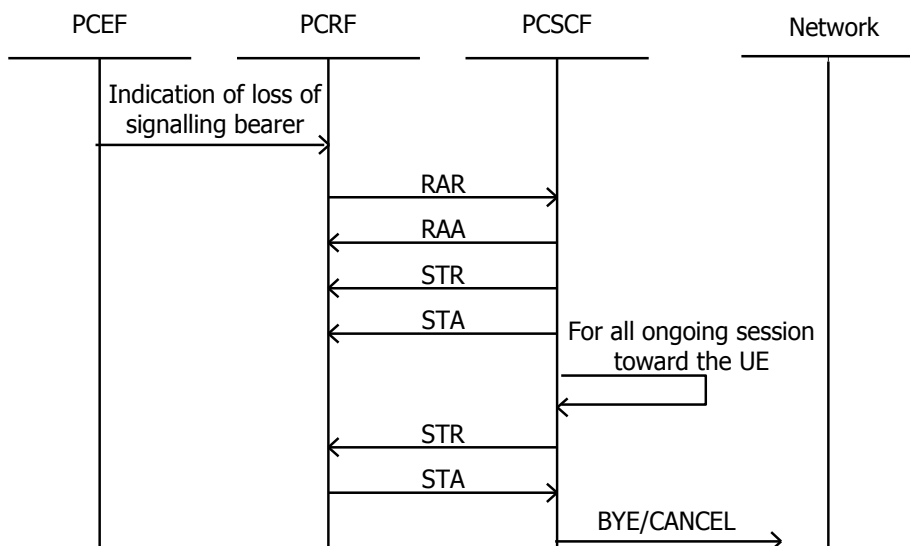 PCEF
PCRF
PCSCF
Network
Indication of loss of
signalling bearer
RAR
RAA
STR
STA
For all ongoing session
toward the UE
STR
STA
BYE/CANCEL